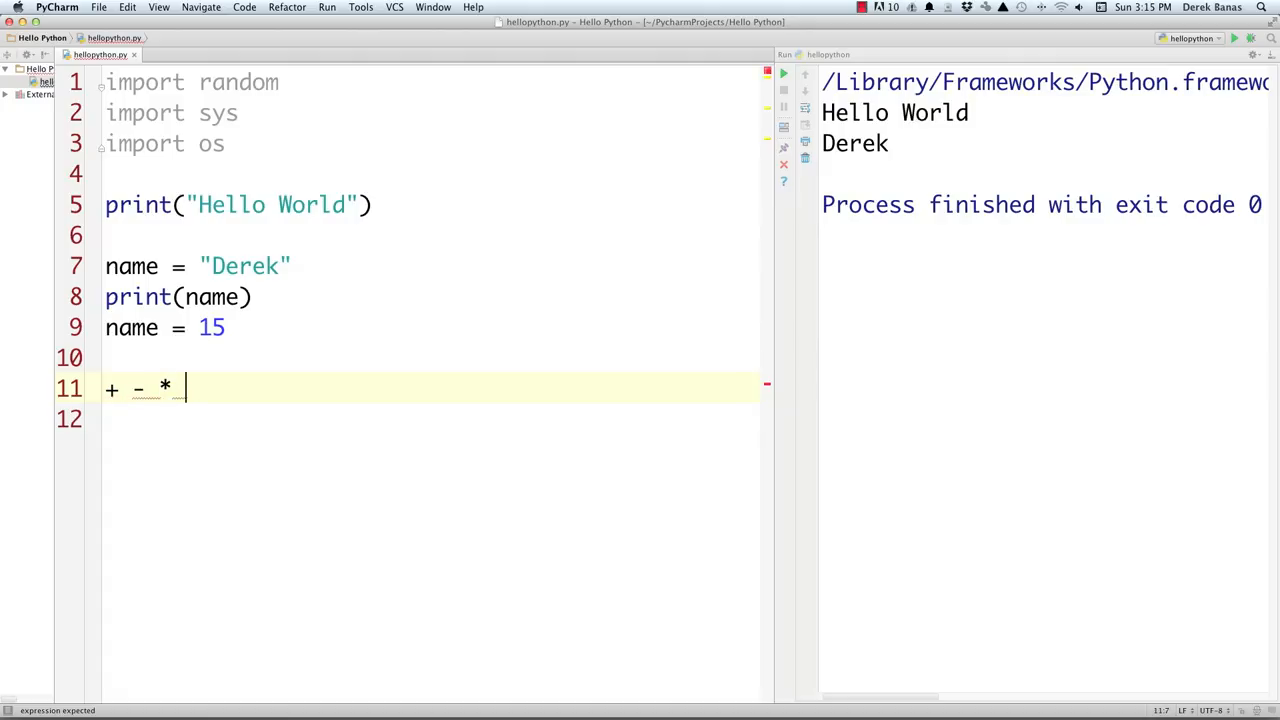 PyCharm File Edit View Navigate Code Refactor Run Tools VCS Window Help 10 Sun 3:15 PM Derek Banas
hellopython.py - Hello Python - [~/PycharmProjects/Hello Python]
Hello Python hellopython.py hellopython
hellopython.py Run hellopython
Hello P
hell
Externa
1 import random
2 import sys
3 import os
4
5 print("Hello World")
6
7 name = "Derek"
8 print(name)
9 name = 15
10
11 + - *
12
/Library/Frameworks/Python.framewo
Hello World
Derek
Process finished with exit code 0
expression expected 11:7 LF UTF-8